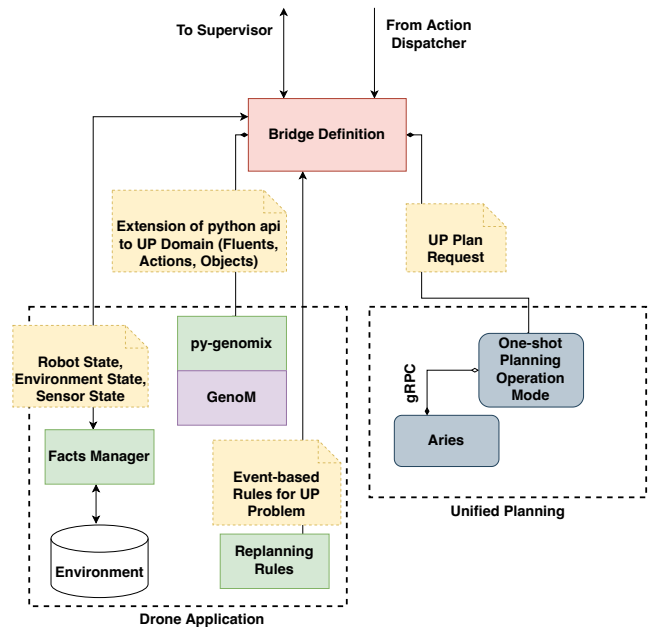 To Supervisor
From Action
Dispatcher
Bridge Definition
Extension of python api
to UP Domain (Fluents,
Actions, Objects)
UP Plan
Request
Robot State,
Environment State,
Sensor State
py-genomix
GenoM
Facts Manager
Environment
Event-based
Rules for UP
Problem
Replanning
Rules
Drone Application
One-shot
Planning
Operation
Mode
gRPC
Aries
Unified Planning